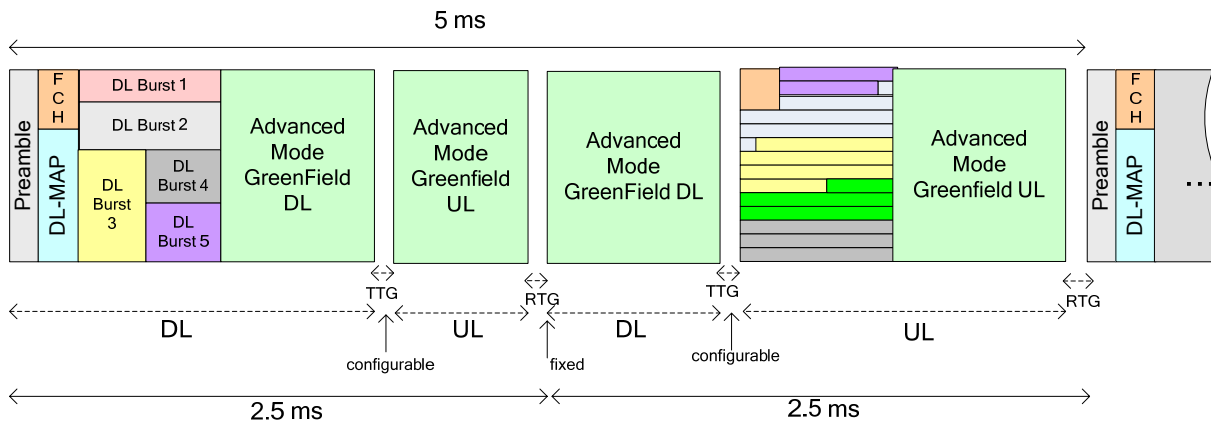 5 ms
Preamble
F
C
H
DL-MAP
DL Burst 1
DL Burst 2
DL
Burst
3
DL
Burst 4
DL
Burst 5
Advanced
Mode
GreenField
DL
Advanced
Mode
Greenfield
UL
Advanced
Mode
GreenField DL
Advanced
Mode
Greenfield UL
Preamble
F
C
H
DL-MAP
...
TTG
RTG
TTG
RTG
DL
UL
DL
UL
configurable
fixed
configurable
2.5 ms
2.5 ms